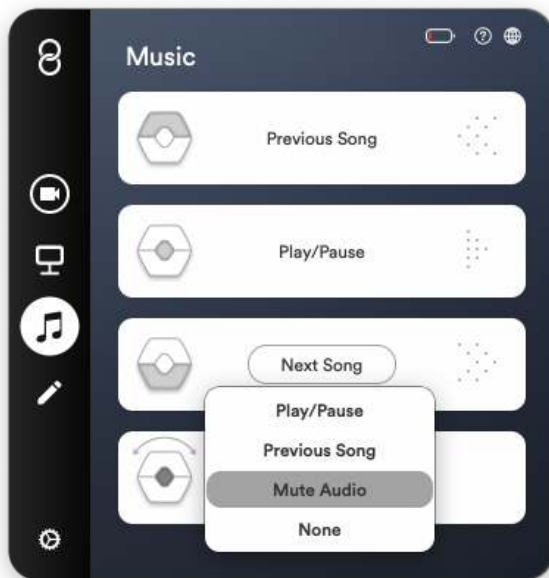 Music
?
Previous Song
Play/Pause
Next Song
Play/Pause
Previous Song
Mute Audio
None